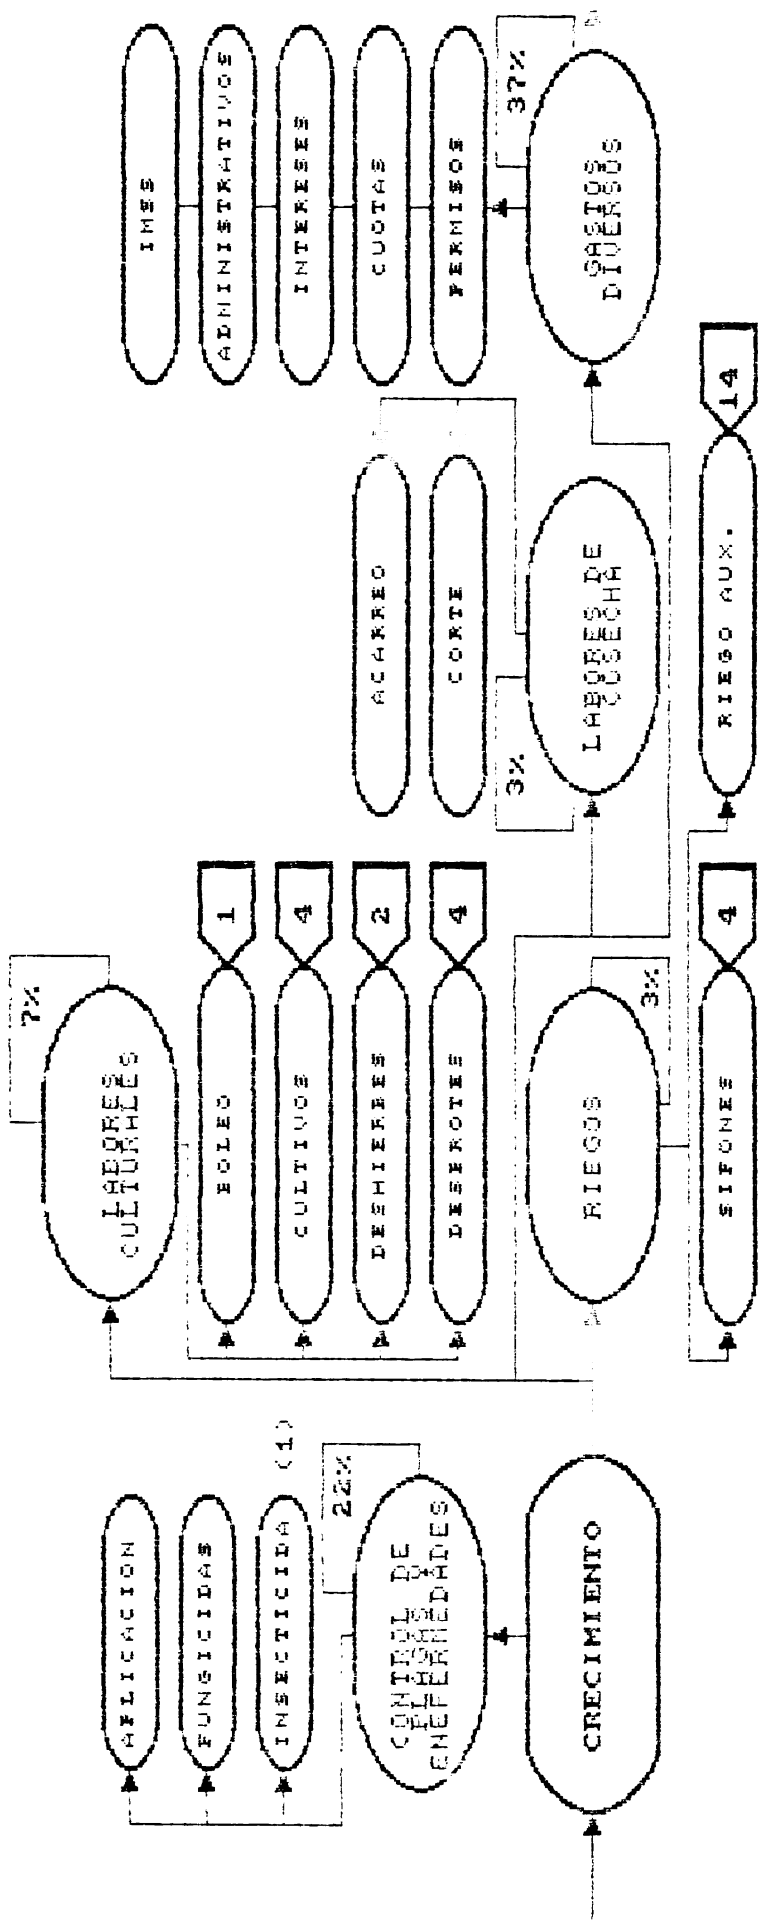 CRECIMIENTO
CONTROL DE
PLAGAS Y
ENEFERMEDADES
22%
APLICACION
FUNGICIDAS
INSECTICIDA
(1)
LABORES
CULTURALES
7%
BOLEO 1
CULTIVOS 4
DESHIERBES 2
DESBROTES 4
RIEGOS
3%
SIFONES 4
RIEGO AUX. 14
LABORES DE
COSECHA
3%
ACARREO
CORTE
GASTOS
DIVERSOS
37%
IMSS
ADMINISTRATIVOS
INTERESES
CUOTAS
PERMISOS